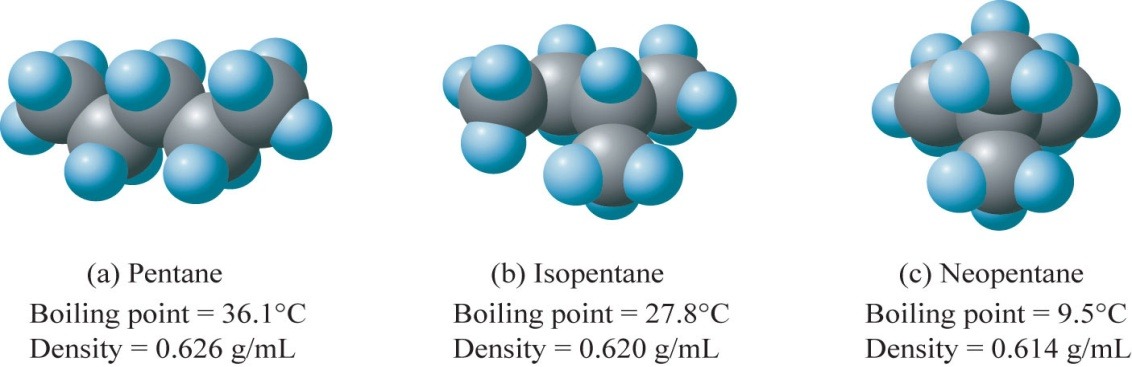 (a) Pentane
Boiling point = 36.1°C
Density = 0.626 g/mL
(b) Isopentane
Boiling point = 27.8°C
Density = 0.620 g/mL
(c) Neopentane
Boiling point = 9.5°C
Density = 0.614 g/mL